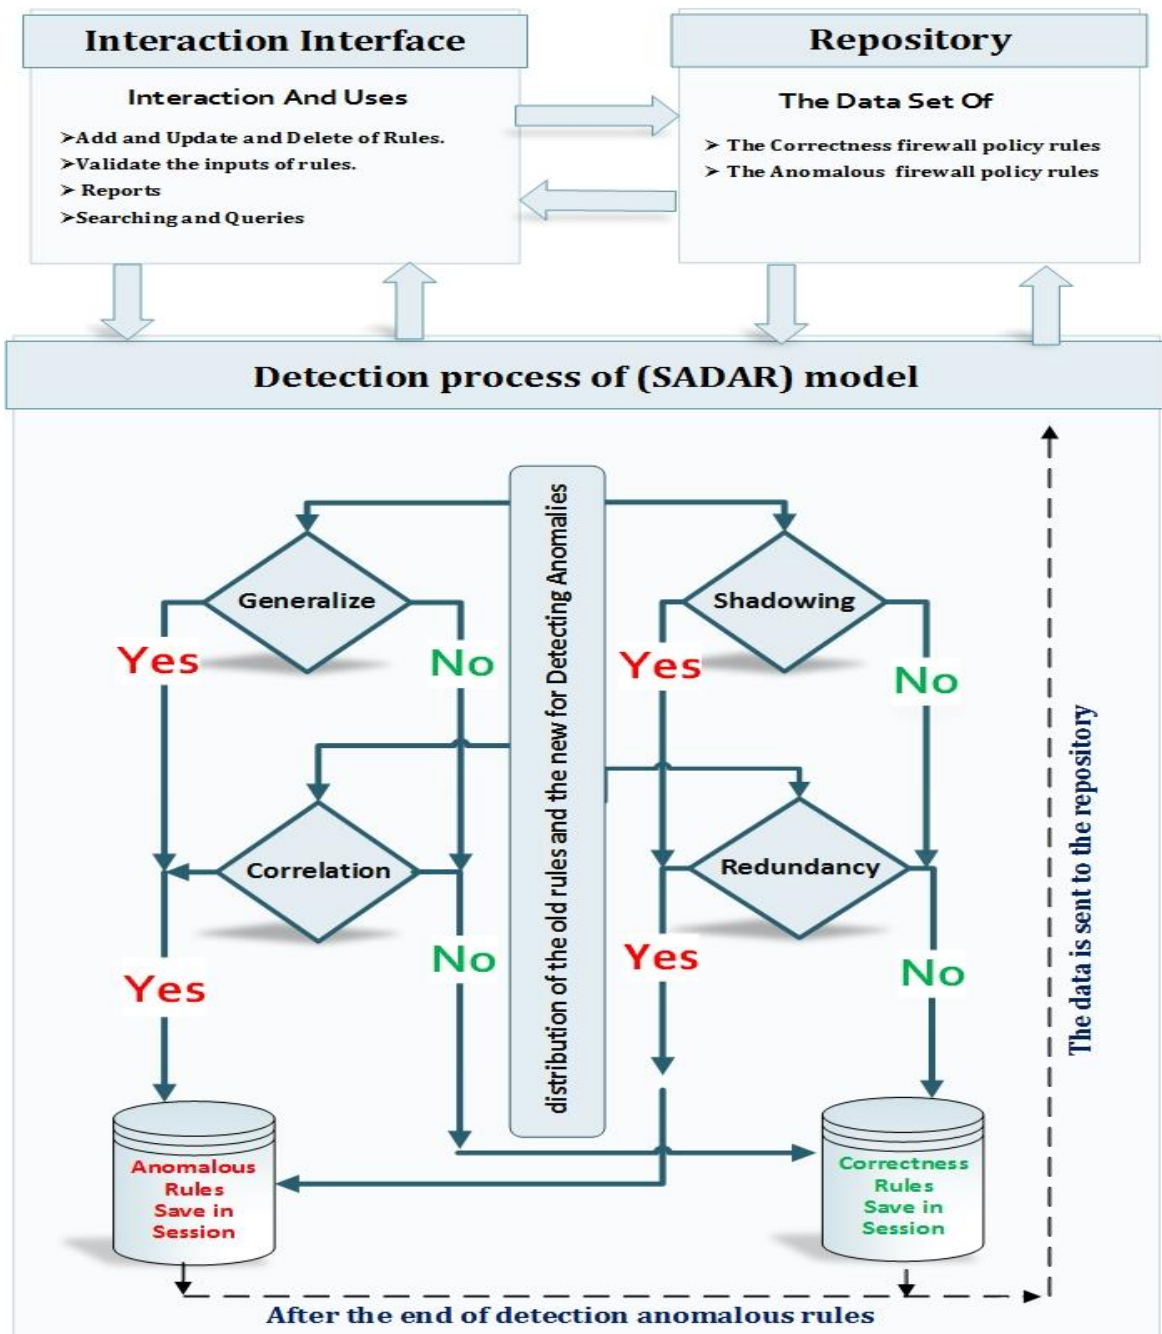 Interaction Interface
Interaction And Uses
➢Add and Update and Delete of Rules.
➢Validate the inputs of rules.
➢ Reports
➢Searching and Queries
Repository
The Data Set Of
➢ The Correctness firewall policy rules
➢ The Anomalous firewall policy rules
Detection process of (SADAR) model
Generalize
Yes
No
Correlation
Yes
No
distribution of the old rules and the new for Detecting Anomalies
Shadowing
Yes
No
Redundancy
Yes
No
Anomalous
Rules
Save in
Session
Correctness
Rules
Save in
Session
The data is sent to the repository
After the end of detection anomalous rules